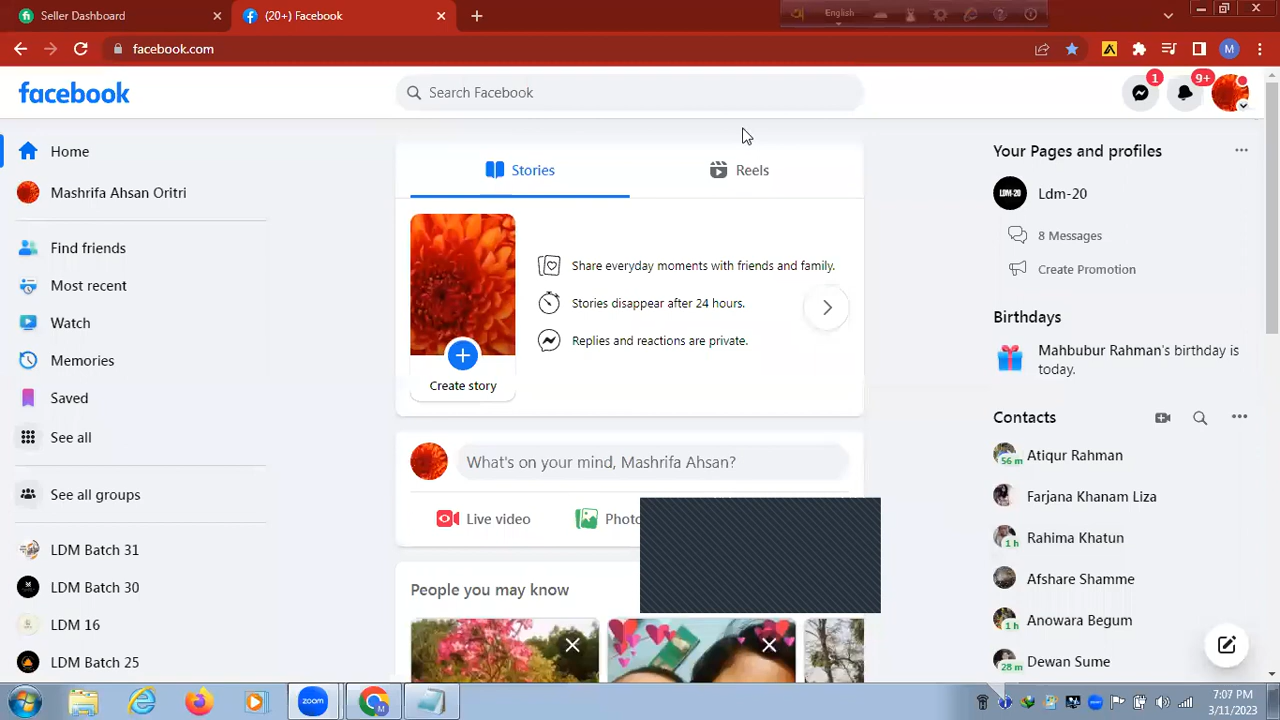 Seller Dashboard
(20+) Facebook
English
facebook.com
M
facebook
Search Facebook
1
9+
Home
Mashrifa Ahsan Oritri
Find friends
Most recent
Watch
Memories
Saved
See all
See all groups
LDM Batch 31
LDM Batch 30
LDM 16
LDM Batch 25
Stories
Reels
Create story
Share everyday moments with friends and family.
Stories disappear after 24 hours.
Replies and reactions are private.
What's on your mind, Mashrifa Ahsan?
Live video
People you may know
Your Pages and profiles
LDM-20
Ldm-20
8 Messages
Create Promotion
Birthdays
Mahbubur Rahman's birthday is
today.
Contacts
Atiqur Rahman
56 m
Farjana Khanam Liza
Rahima Khatun
1 h
Afshare Shamme
Anowara Begum
1 h
Dewan Sume
28 m
zoom
7:07 PM
3/11/2023